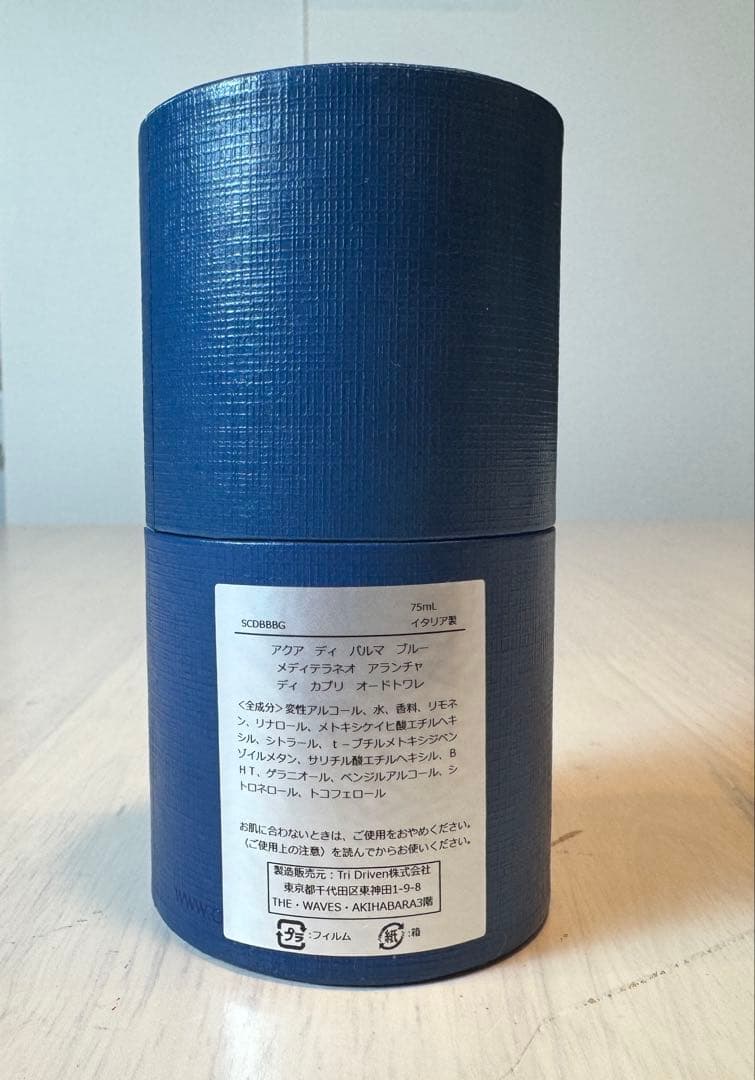 75mL
SCDBBBG イタリア製
アクア ディ パルマ ブルー
メディテラネオ アランチャ
ディ カプリ オードトワレ
<全成分>変性アルコール、水、香料、リモネ
ン、リナロール、メトキシケイヒ酸エチルヘキ
シル、シトラール、t-ブチルメトキシジベン
ゾイルメタン、サリチル酸エチルヘキシル、B
HT、ゲラニオール、ベンジルアルコール、シ
トロネロール、トコフェロール
お肌に合わないときは、ご使用をおやめください。
〈ご使用上の注意〉を読んでからお使いください。
製造販売元:Tri Driven株式会社
東京都千代田区東神田1-9-8
THE・WAVES・AKIHABARA3階
プラ:フィルム 紙:箱